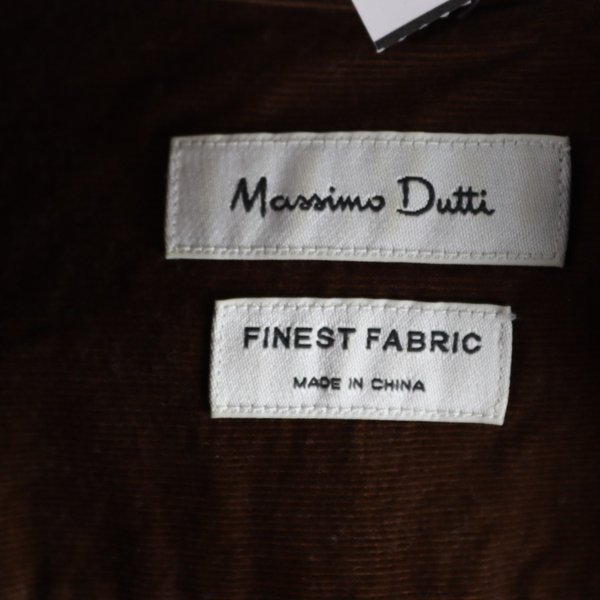 Massimo Dutti
FINEST FABRIC
MADE IN CHINA